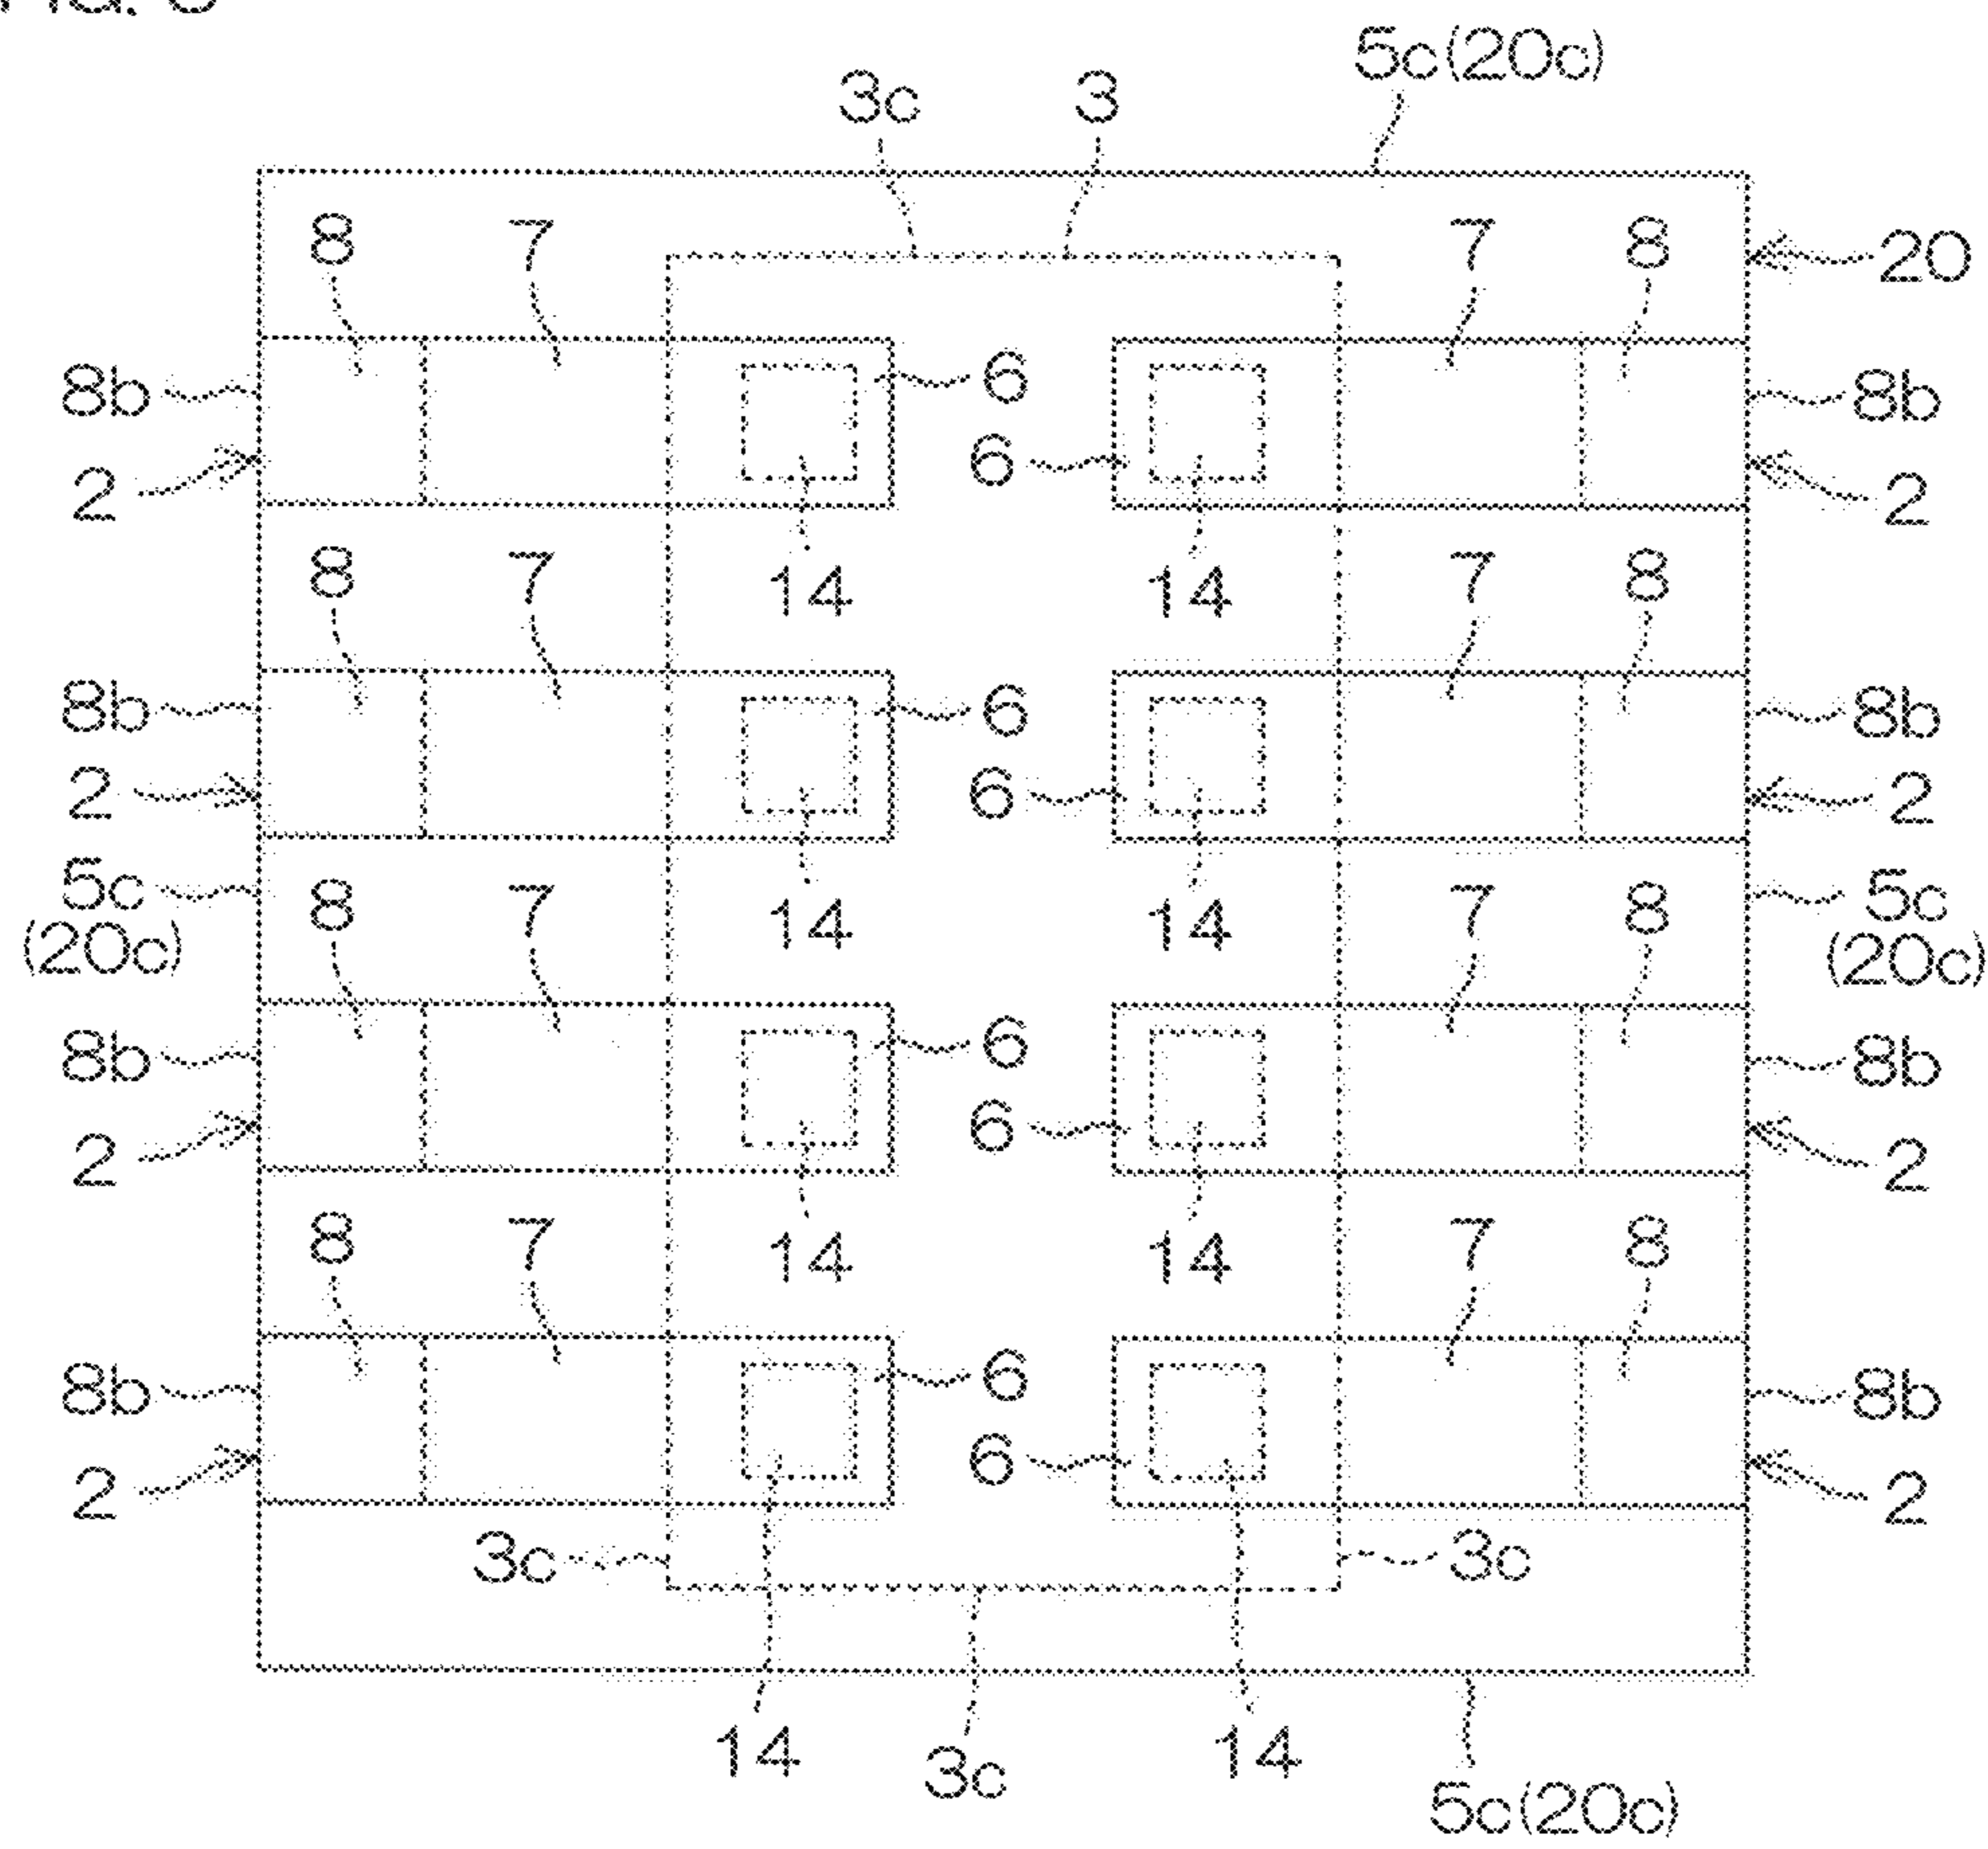 5c(20c)
3c 3
8 7 7 8 20
8b 6 8b
2 6 2
8 7 14 14 7 8
8b 6 8b
2 6 2
5c 8 7 14 14 7 8 5c
(20c) (20c)
8b 6 8b
2 6 2
8 7 14 14 7 8
8b 6 8b
2 6 2
3c 3c
14 3c 14
5c(20c)